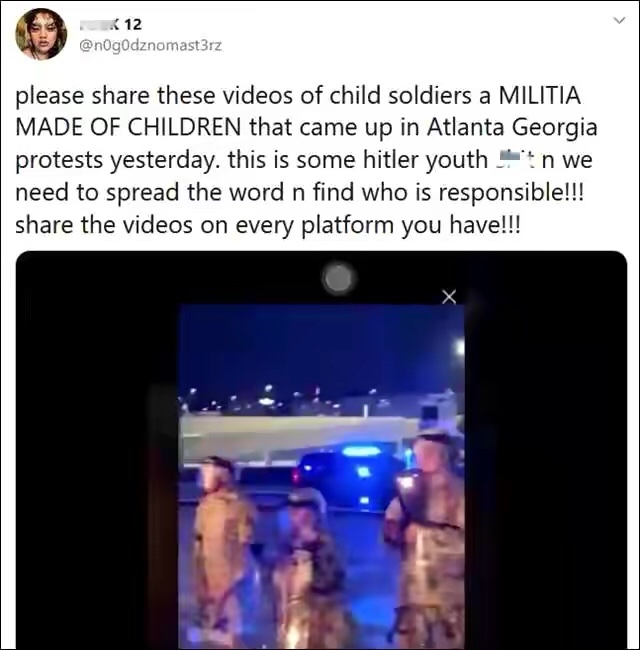 12
@n0g0dznomast3rz
please share these videos of child soldiers a MILITIA
MADE OF CHILDREN that came up in Atlanta Georgia
protests yesterday. this is some hitler youth n we
need to spread the word n find who is responsible!!!
share the videos on every platform you have!!!